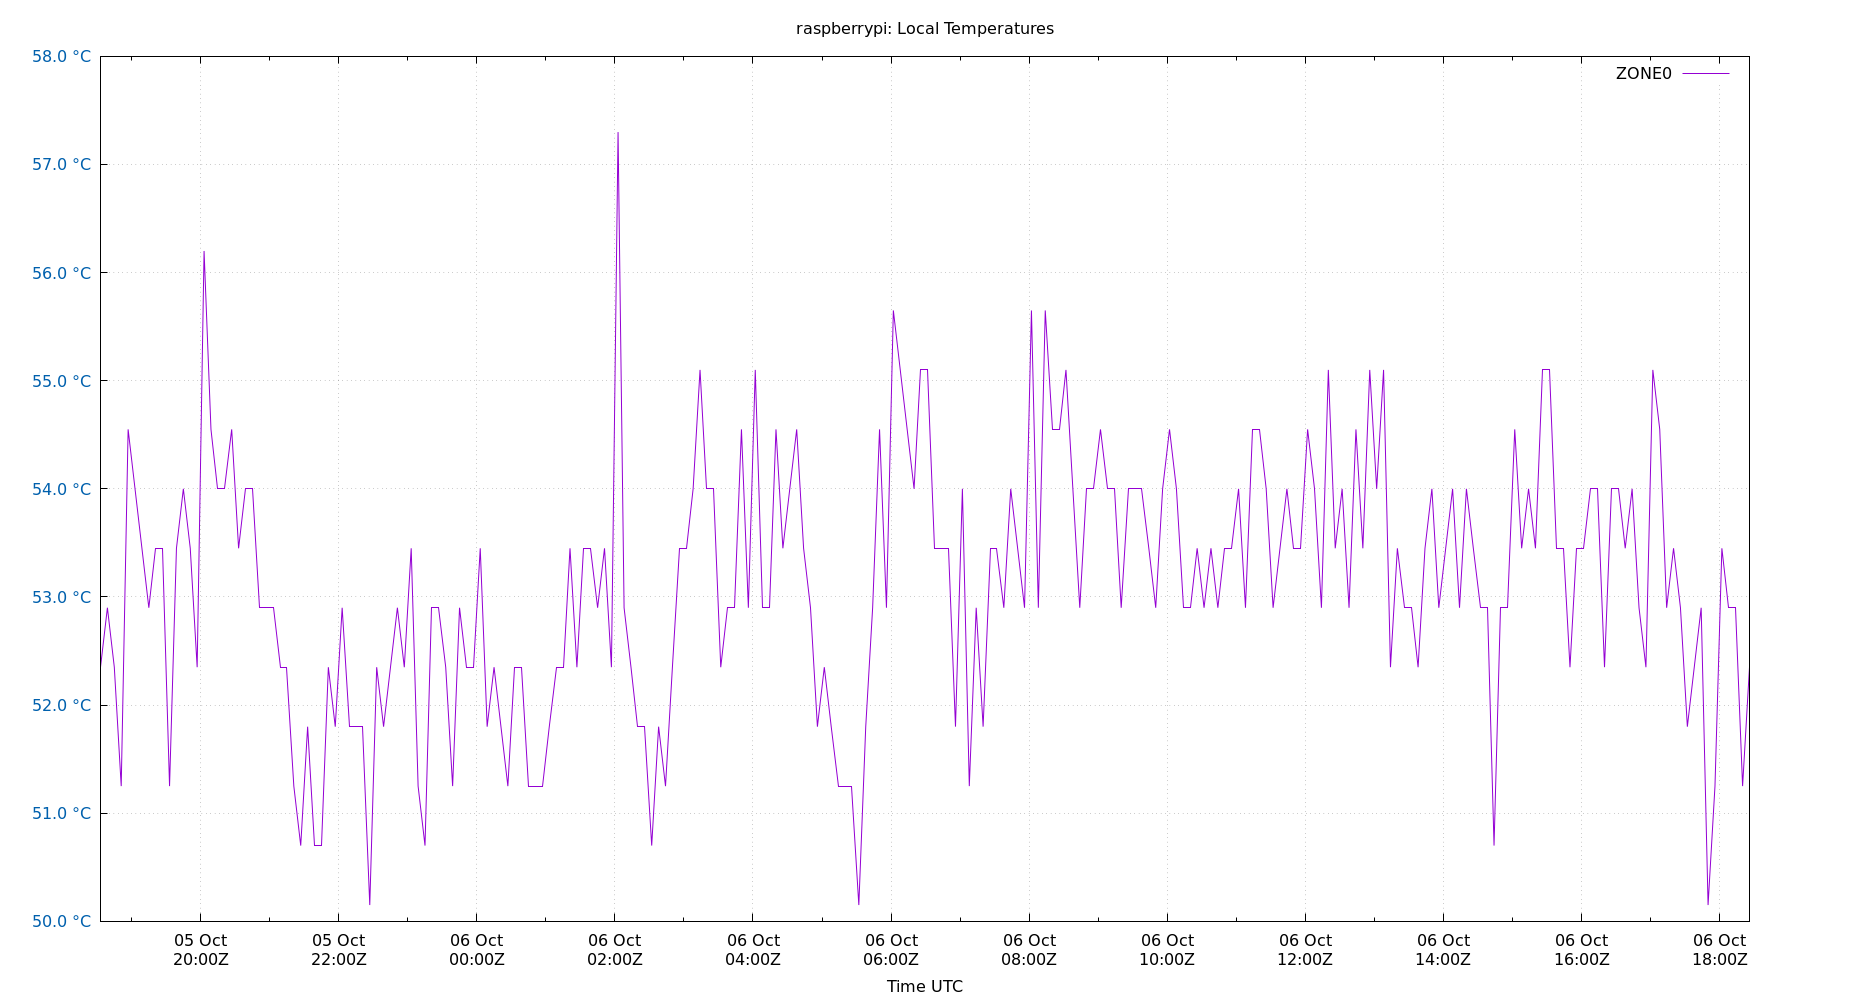 raspberrypi: Local Temperatures
58.0 °C
57.0 °C
56.0 °C
55.0 °C
54.0 °C
53.0 °C
52.0 °C
51.0 °C
50.0 °C
ZONE0
05 Oct
20:00Z
05 Oct
22:00Z
06 Oct
00:00Z
06 Oct
02:00Z
06 Oct
04:00Z
06 Oct
06:00Z
06 Oct
08:00Z
06 Oct
10:00Z
06 Oct
12:00Z
06 Oct
14:00Z
06 Oct
16:00Z
06 Oct
18:00Z
Time UTC